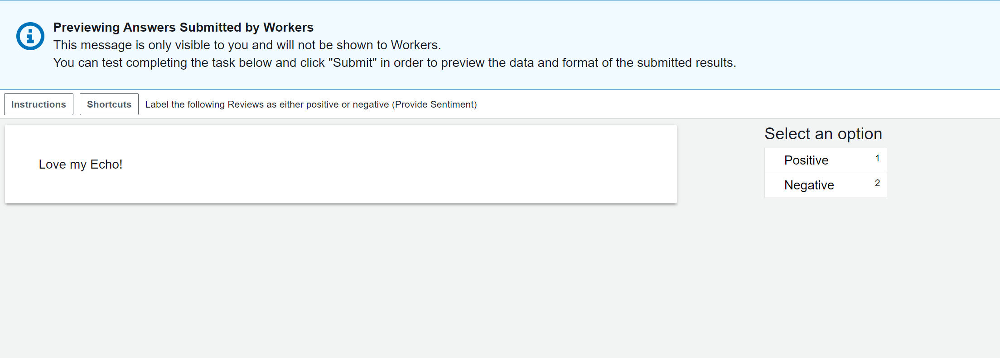 Previewing Answers Submitted by Workers
This message is only visible to you and will not be shown to Workers.
You can test completing the task below and click "Submit" in order to preview the data and format of the submitted results.
Instructions Shortcuts Label the following Reviews as either positive or negative (Provide Sentiment)
Love my Echo!
Select an option
Positive 1
Negative 2